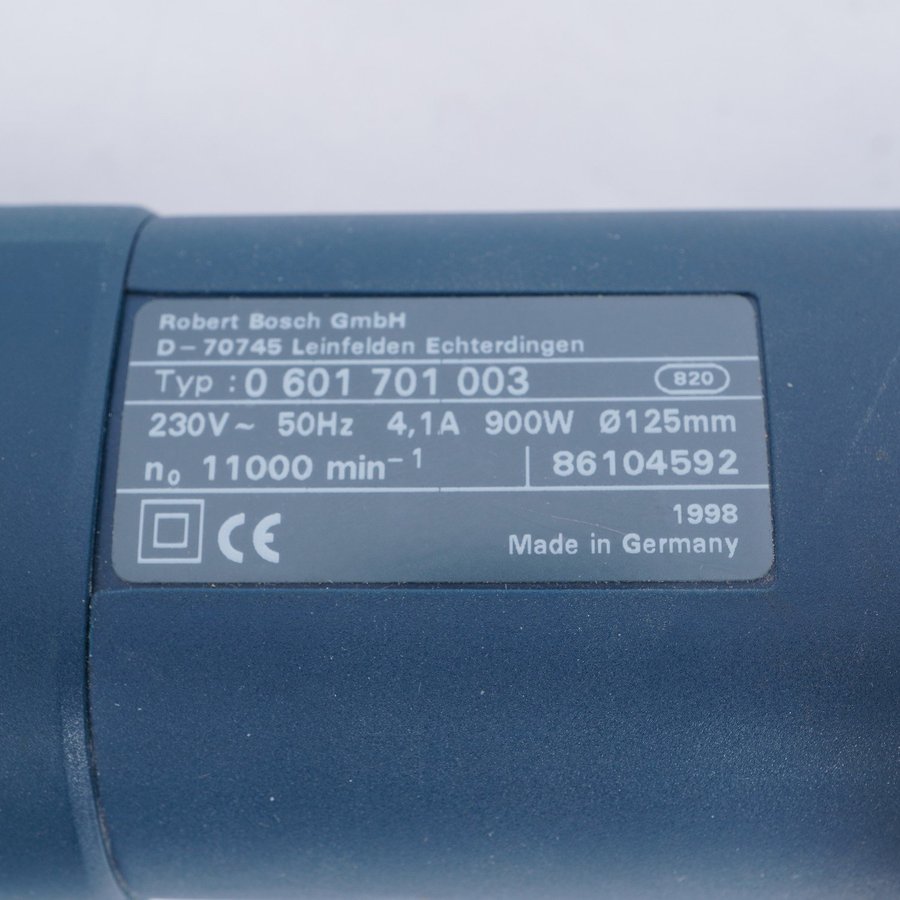 Robert Bosch GmbH
D-70745 Leinfelden Echterdingen
Typ : 0 601 701 003 820
230V~ 50Hz 4,1A 900W Ø125mm
n₀ 11000 min⁻¹ 86104592
CE 1998
Made in Germany